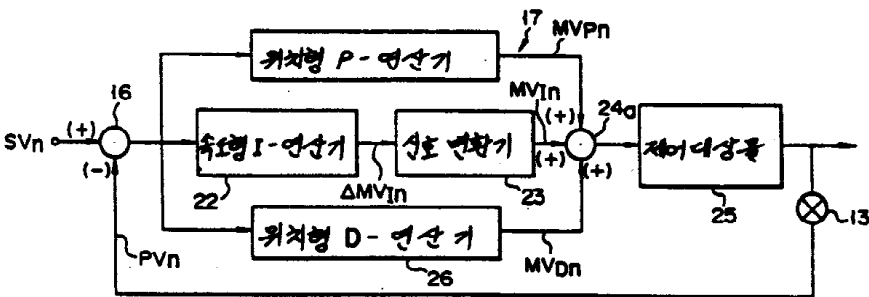 17
MVPn
위치형 P-연산기
16
MVIn
(+)
24a
SVn
(+)
속도형 I-연산기
신호 변환기
(+)
제어대상물
(-)
(+)
22
ΔMVIn
23
25
13
위치형 D-연산기
PVn
26
MVDn